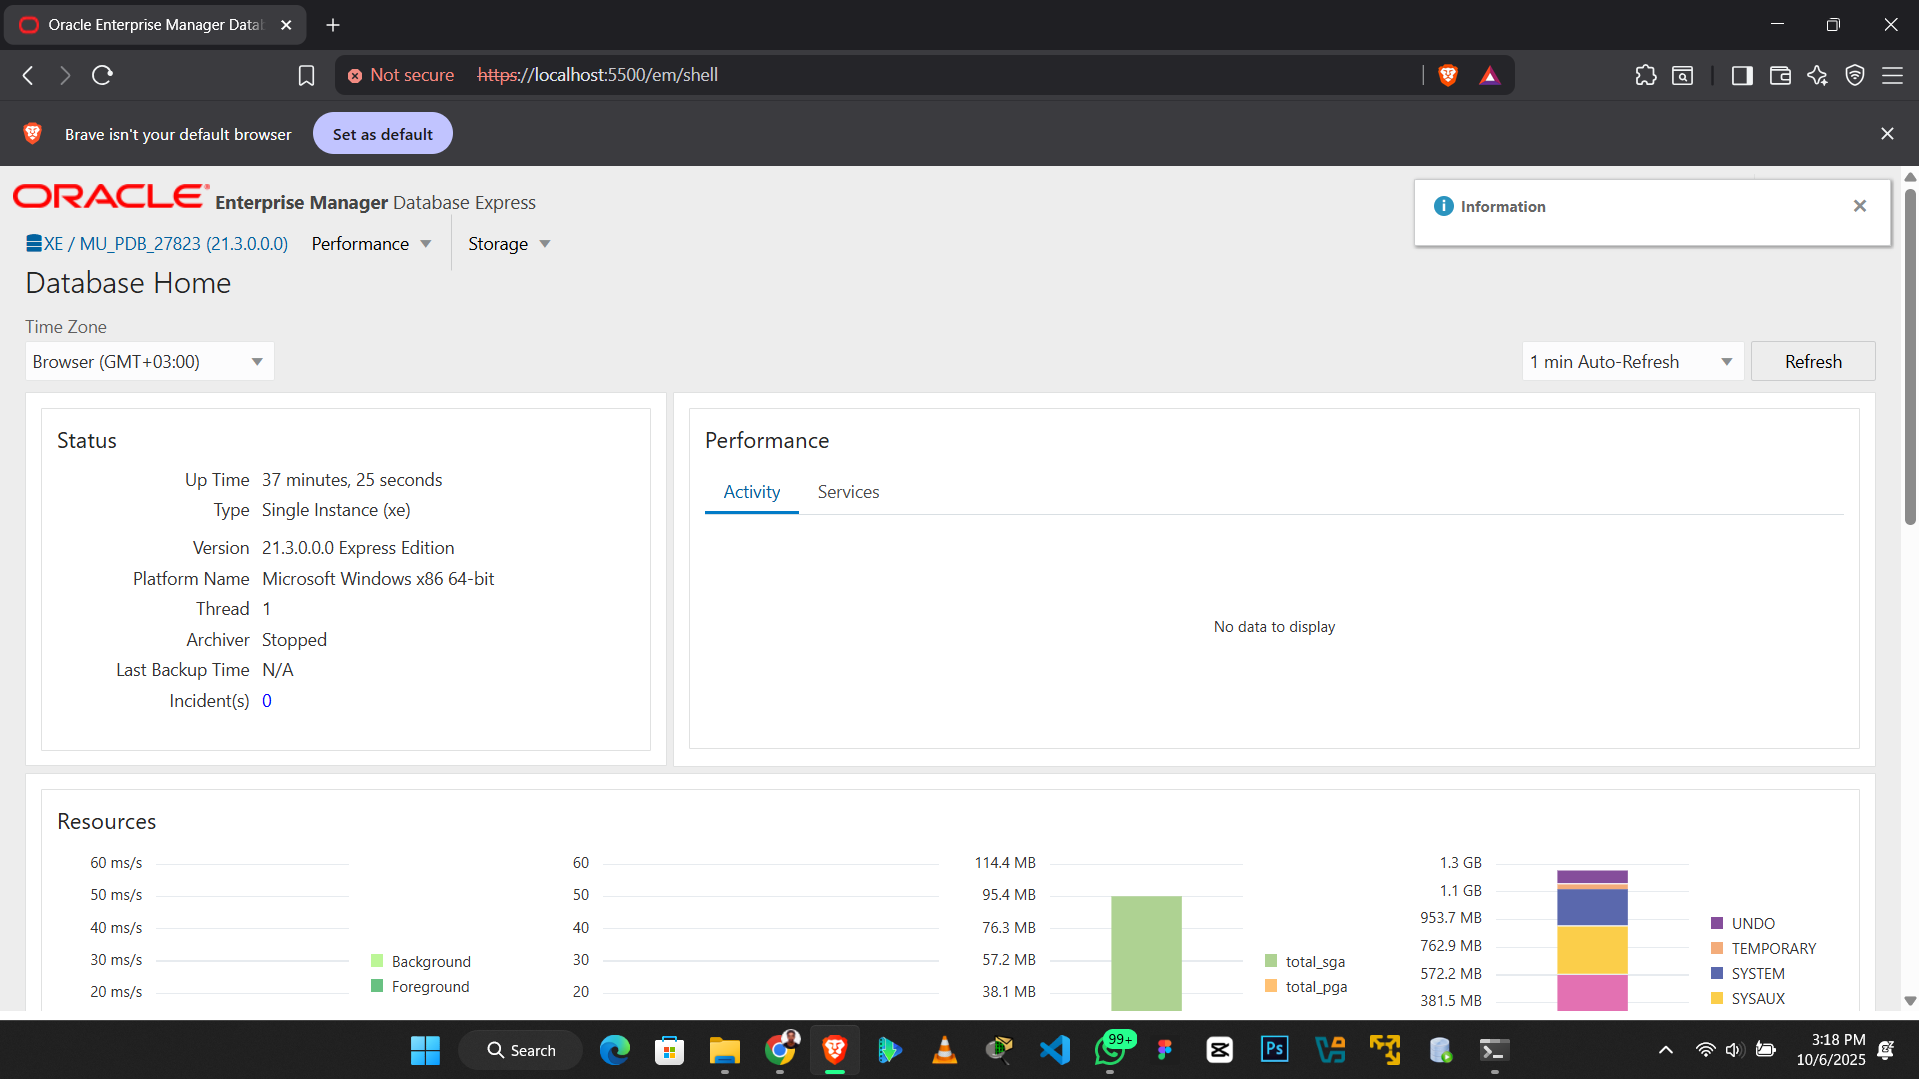 Oracle Enterprise Manager Datab
Not secure https://localhost:5500/em/shell
Brave isn't your default browser Set as default
ORACLE Enterprise Manager Database Express
Information
XE / MU_PDB_27823 (21.3.0.0.0) Performance Storage
Database Home
Time Zone
Browser (GMT+03:00) 1 min Auto-Refresh Refresh
Status
Up Time 37 minutes, 25 seconds
Type Single Instance (xe)
Version 21.3.0.0.0 Express Edition
Platform Name Microsoft Windows x86 64-bit
Thread 1
Archiver Stopped
Last Backup Time N/A
Incident(s) 0
Performance
Activity Services
No data to display
Resources
60 ms/s
50 ms/s
40 ms/s
30 ms/s
20 ms/s
Background
Foreground
60
50
40
30
20
114.4 MB
95.4 MB
76.3 MB
57.2 MB
38.1 MB
total_sga
total_pga
1.3 GB
1.1 GB
953.7 MB
762.9 MB
572.2 MB
381.5 MB
UNDO
TEMPORARY
SYSTEM
SYSAUX
Search 99+ Ps 3:18 PM
10/6/2025